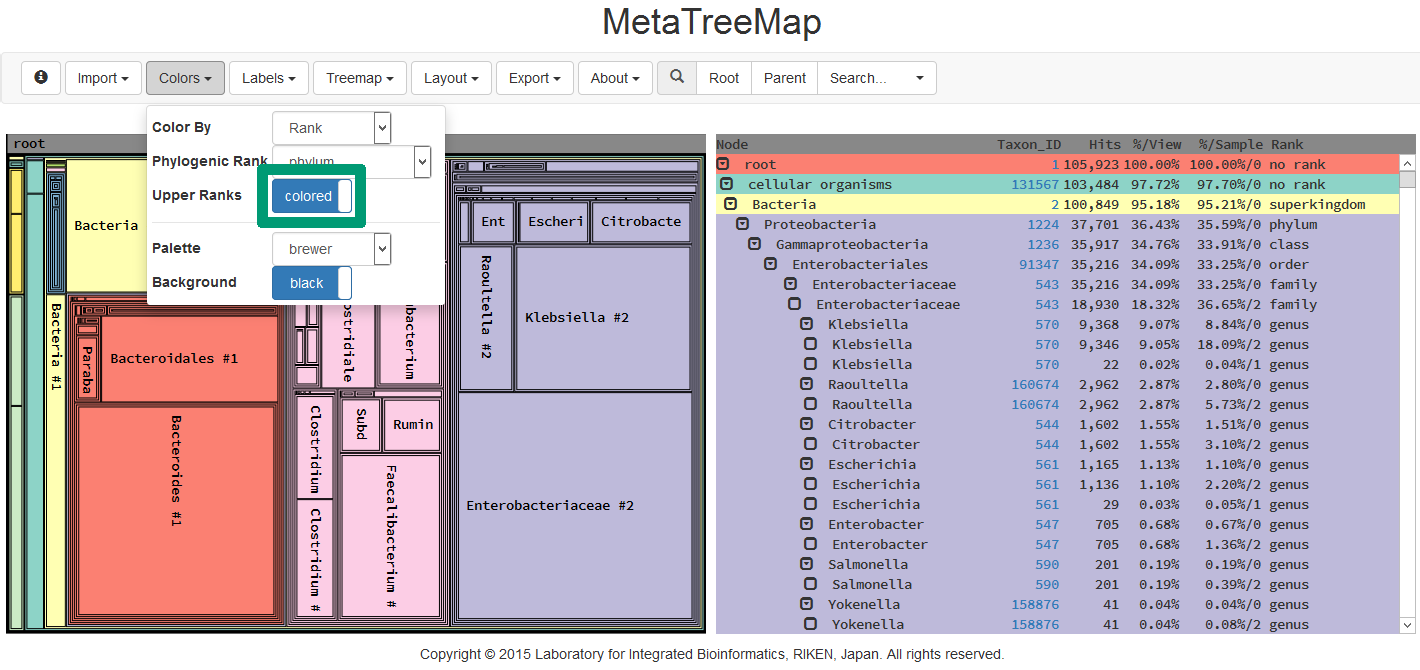 MetaTreeMap
Import Colors Labels Treemap Layout Export About Root Parent Search...
Color By Rank
Phylogenic Rank phylum
Upper Ranks colored
Palette brewer
Background black
root
Bacteria
Bacteria #1
Paraba
Bacteroidales #1
Bacteroides #1
ostridiale
bacterium
Clostridium
Clostridium #
Subd
Rumin
Faecalibacterium #
Ent
Escheri
Citrobacte
Raoultella #2
Klebsiella #2
Enterobacteriaceae #2
Node Taxon_ID Hits %/View %/Sample Rank
root 1 105,923 100.00% 100.00%/0 no rank
cellular organisms 131567 103,484 97.72% 97.70%/0 no rank
Bacteria 2 100,849 95.18% 95.21%/0 superkingdom
Proteobacteria 1224 37,701 36.43% 35.59%/0 phylum
Gammaproteobacteria 1236 35,917 34.76% 33.91%/0 class
Enterobacteriales 91347 35,216 34.09% 33.25%/0 order
Enterobacteriaceae 543 35,216 34.09% 33.25%/0 family
Enterobacteriaceae 543 18,930 18.32% 36.65%/2 family
Klebsiella 570 9,368 9.07% 8.84%/0 genus
Klebsiella 570 9,346 9.05% 18.09%/2 genus
Klebsiella 570 22 0.02% 0.04%/1 genus
Raoultella 160674 2,962 2.87% 2.80%/0 genus
Raoultella 160674 2,962 2.87% 5.73%/2 genus
Citrobacter 544 1,602 1.55% 1.51%/0 genus
Citrobacter 544 1,602 1.55% 3.10%/2 genus
Escherichia 561 1,165 1.13% 1.10%/0 genus
Escherichia 561 1,136 1.10% 2.20%/2 genus
Escherichia 561 29 0.03% 0.05%/1 genus
Enterobacter 547 705 0.68% 0.67%/0 genus
Enterobacter 547 705 0.68% 1.36%/2 genus
Salmonella 590 201 0.19% 0.19%/0 genus
Salmonella 590 201 0.19% 0.39%/2 genus
Yokenella 158876 41 0.04% 0.04%/0 genus
Yokenella 158876 41 0.04% 0.08%/2 genus
Copyright © 2015 Laboratory for Integrated Bioinformatics, RIKEN, Japan. All rights reserved.